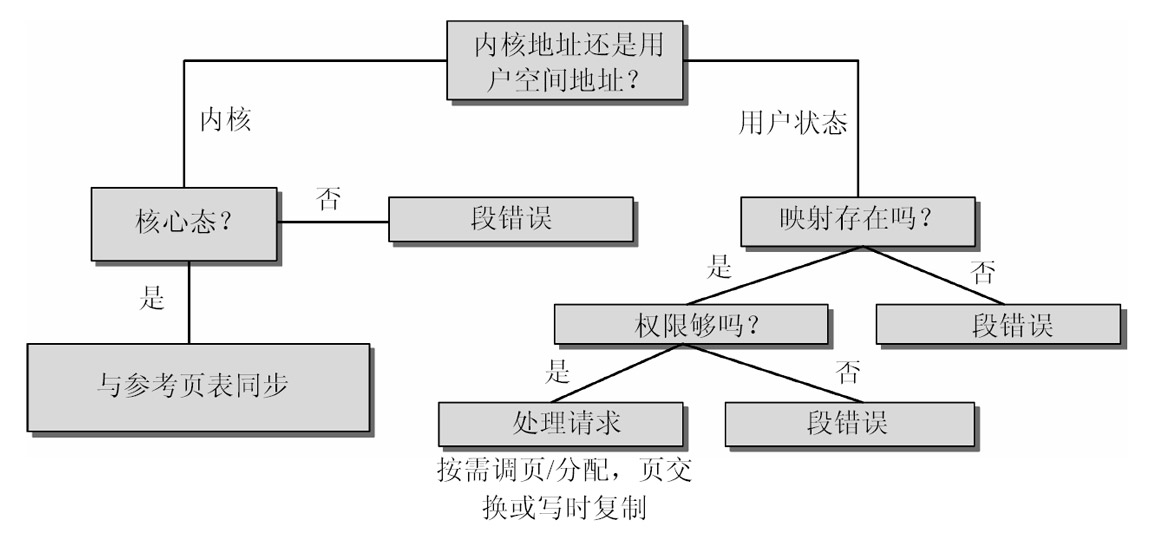 内核地址还是用
户空间地址？
内核
用户状态
核心态？
否
段错误
映射存在吗？
是
是
否
权限够吗？
段错误
与参考页表同步
是
否
处理请求
段错误
按需调页/分配，页交
换或写时复制